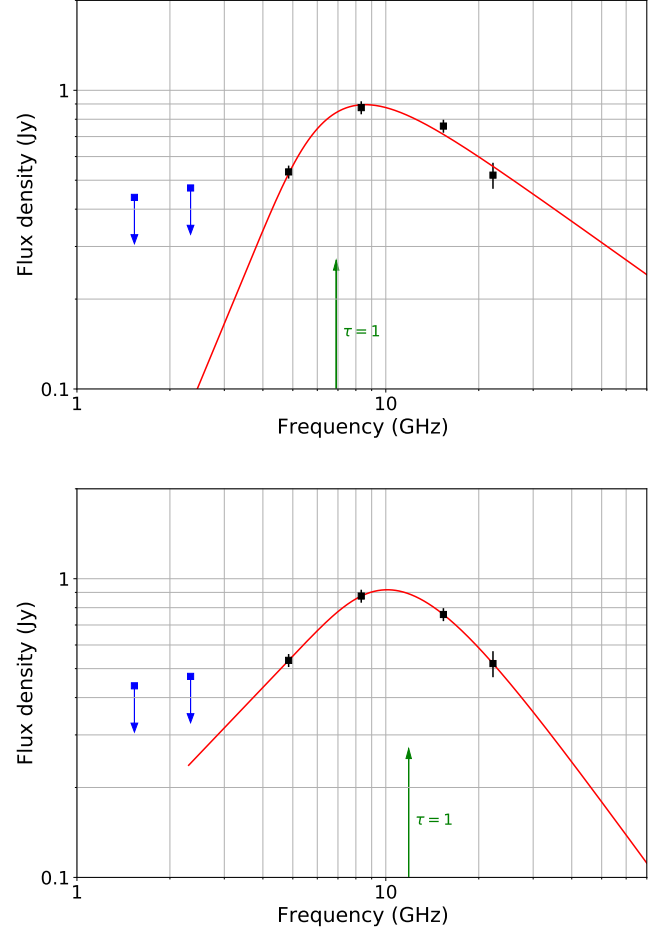 Flux density (Jy)
1
0.1
τ = 1
1
10
Frequency (GHz)
Flux density (Jy)
1
0.1
τ = 1
1
10
Frequency (GHz)